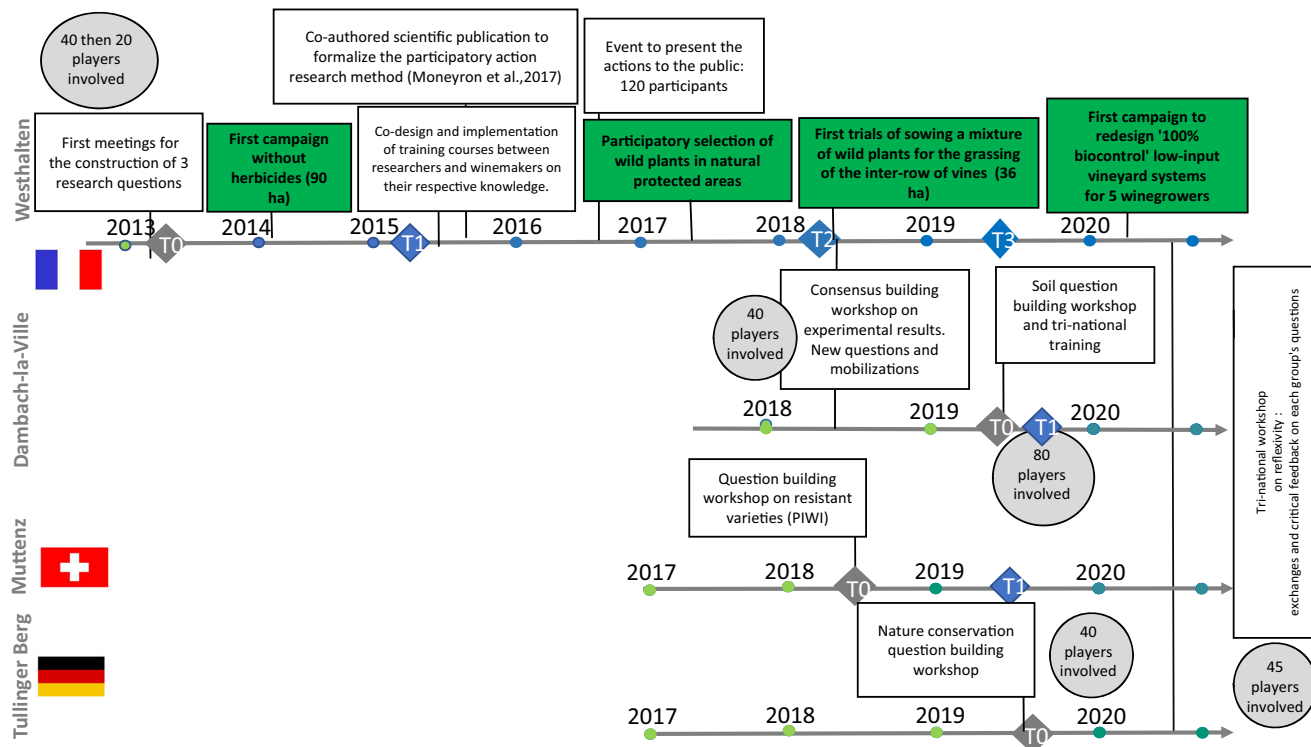 40 then 20
players
involved
Co-authored scientific publication to
formalize the participatory action
research method (Moneyron et al.,2017)
Event to present the
actions to the public:
120 participants
Westhalten
First meetings for
the construction of 3
research questions
First campaign
without
herbicides (90
ha)
Co-design and implementation
of training courses between
researchers and winemakers on
their respective knowledge.
Participatory selection of
wild plants in natural
protected areas
First trials of sowing a mixture
of wild plants for the grassing
of the inter-row of vines (36
ha)
First campaign to
redesign '100%
biocontrol' low-input
vineyard systems
for 5 winegrowers
2013 2014 2015 2016 2017 2018 2019 2020
T0 T1 T2 T3
Dambach-la-Ville
40
players
involved
Consensus building
workshop on
experimental results.
New questions and
mobilizations
Soil question
building workshop
and tri-national
training
2018 2019 2020
T0 T1
80
players
involved
Muttenz
Question building
workshop on resistant
varieties (PIWI)
2017 2018 2019 2020
T0 T1
Tullinger Berg
Nature conservation
question building
workshop
40
players
involved
2017 2018 2019 2020
T0
Tri-national workshop
on reflexivity :
exchanges and critical feedback on each group's questions
45
players
involved